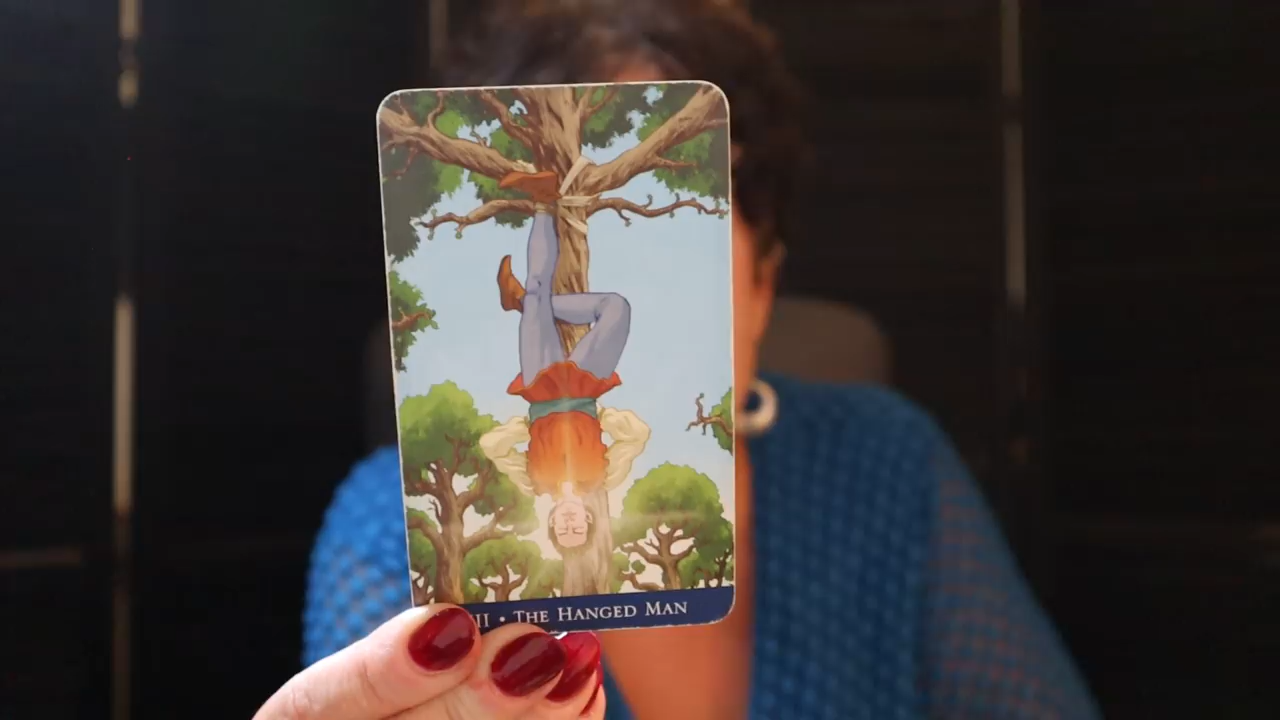 II • THE HANGED MAN